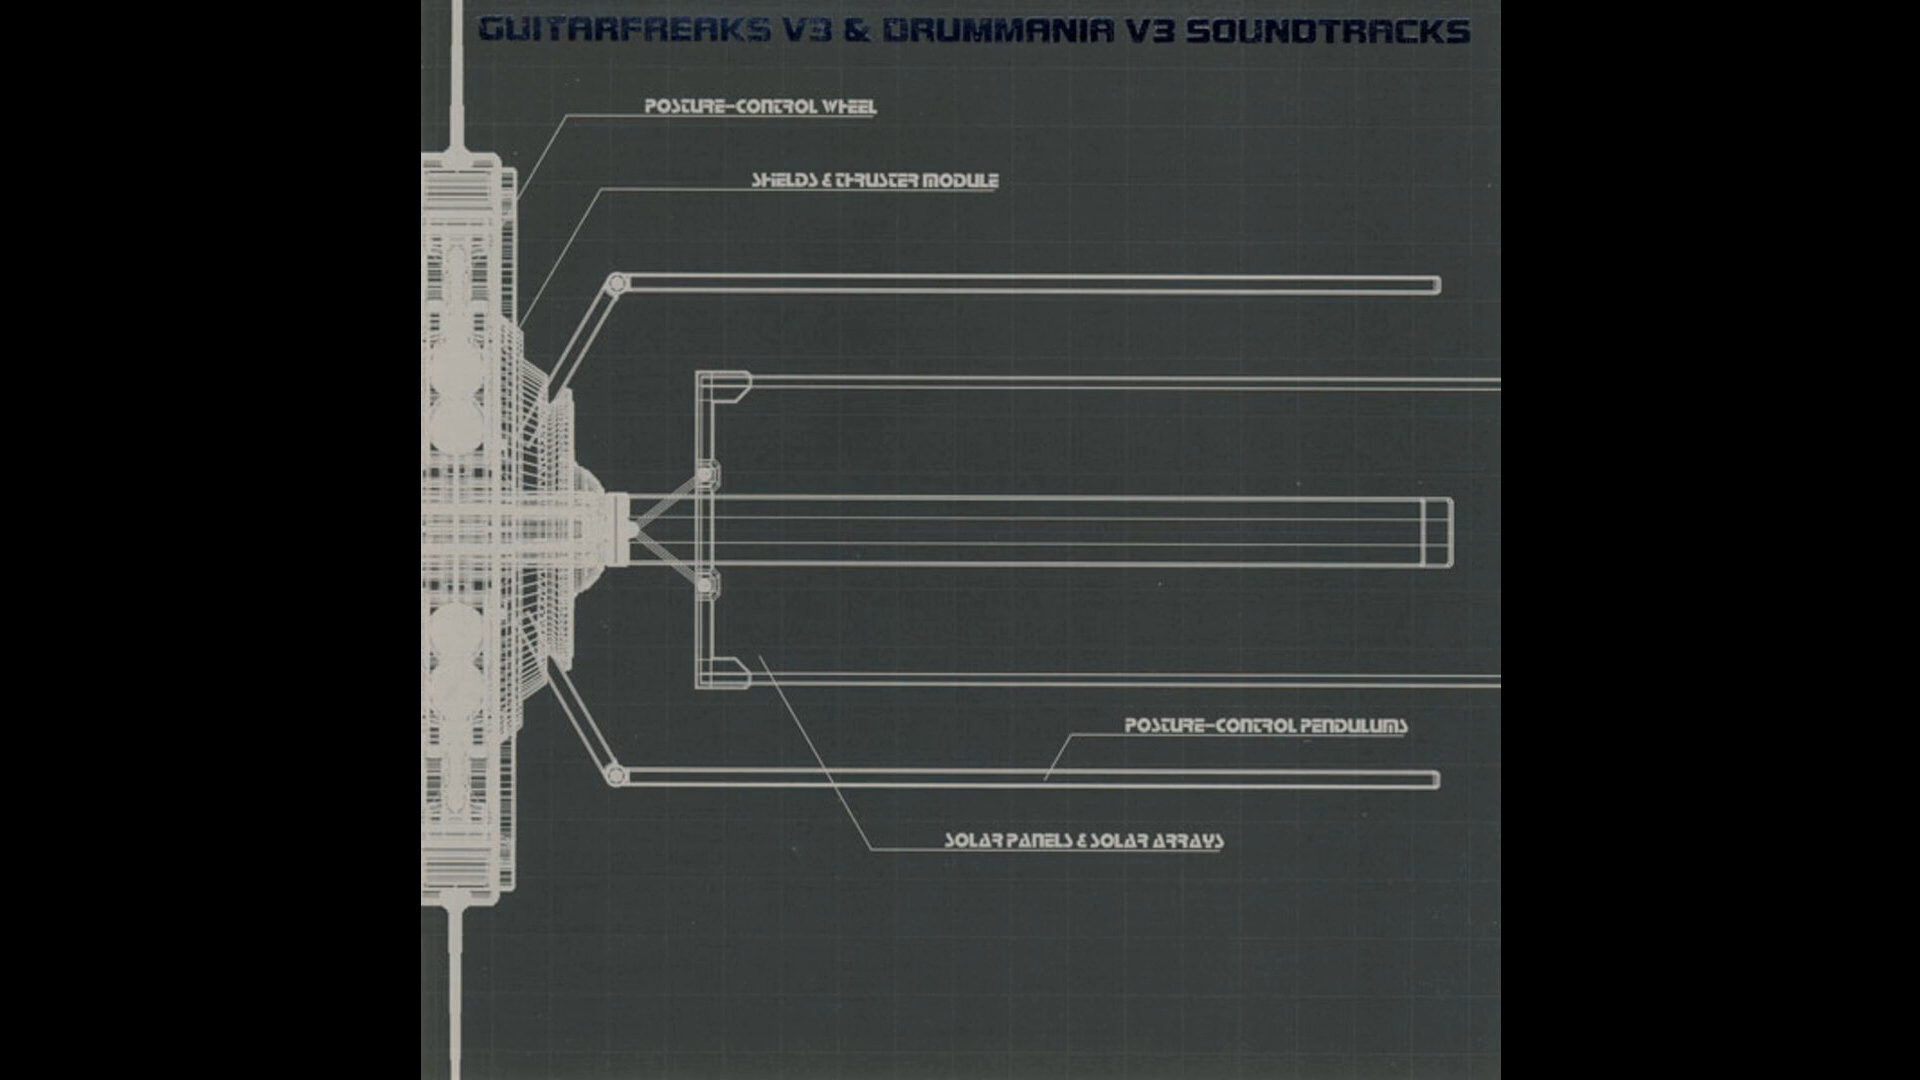 GUITARFREAKS V3 & DRUMMANIA V3 SOUNDTRACKS
POSTURE-CONTROL WHEEL
SHIELDS & THRUSTER MODULE
POSTURE-CONTROL PENDULUMS
SOLAR PANELS & SOLAR ARRAYS